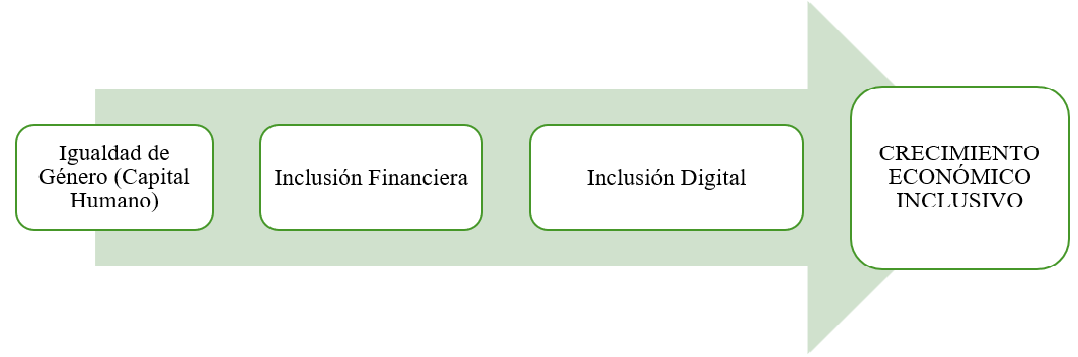 Igualdad de
Género (Capital
Humano)
Inclusión Financiera
Inclusión Digital
CRECIMIENTO
ECONÓMICO
INCLUSIVO